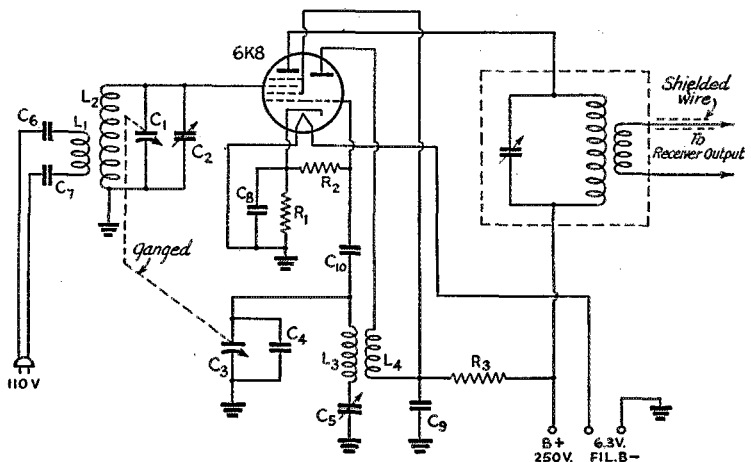 6K8
Shielded
wire
To
Receiver Output
L2
C6
L1
C1
C2
C7
R2
C8
R1
C10
Ganged
C3
C4
L3
L4
R3
C5
C9
110 V
B+
250V.
6.3V.
FIL.B−